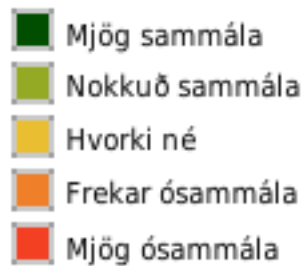 Mjög sammála
Nokkuð sammála
Hvorki né
Frekar ósammála
Mjög ósammála